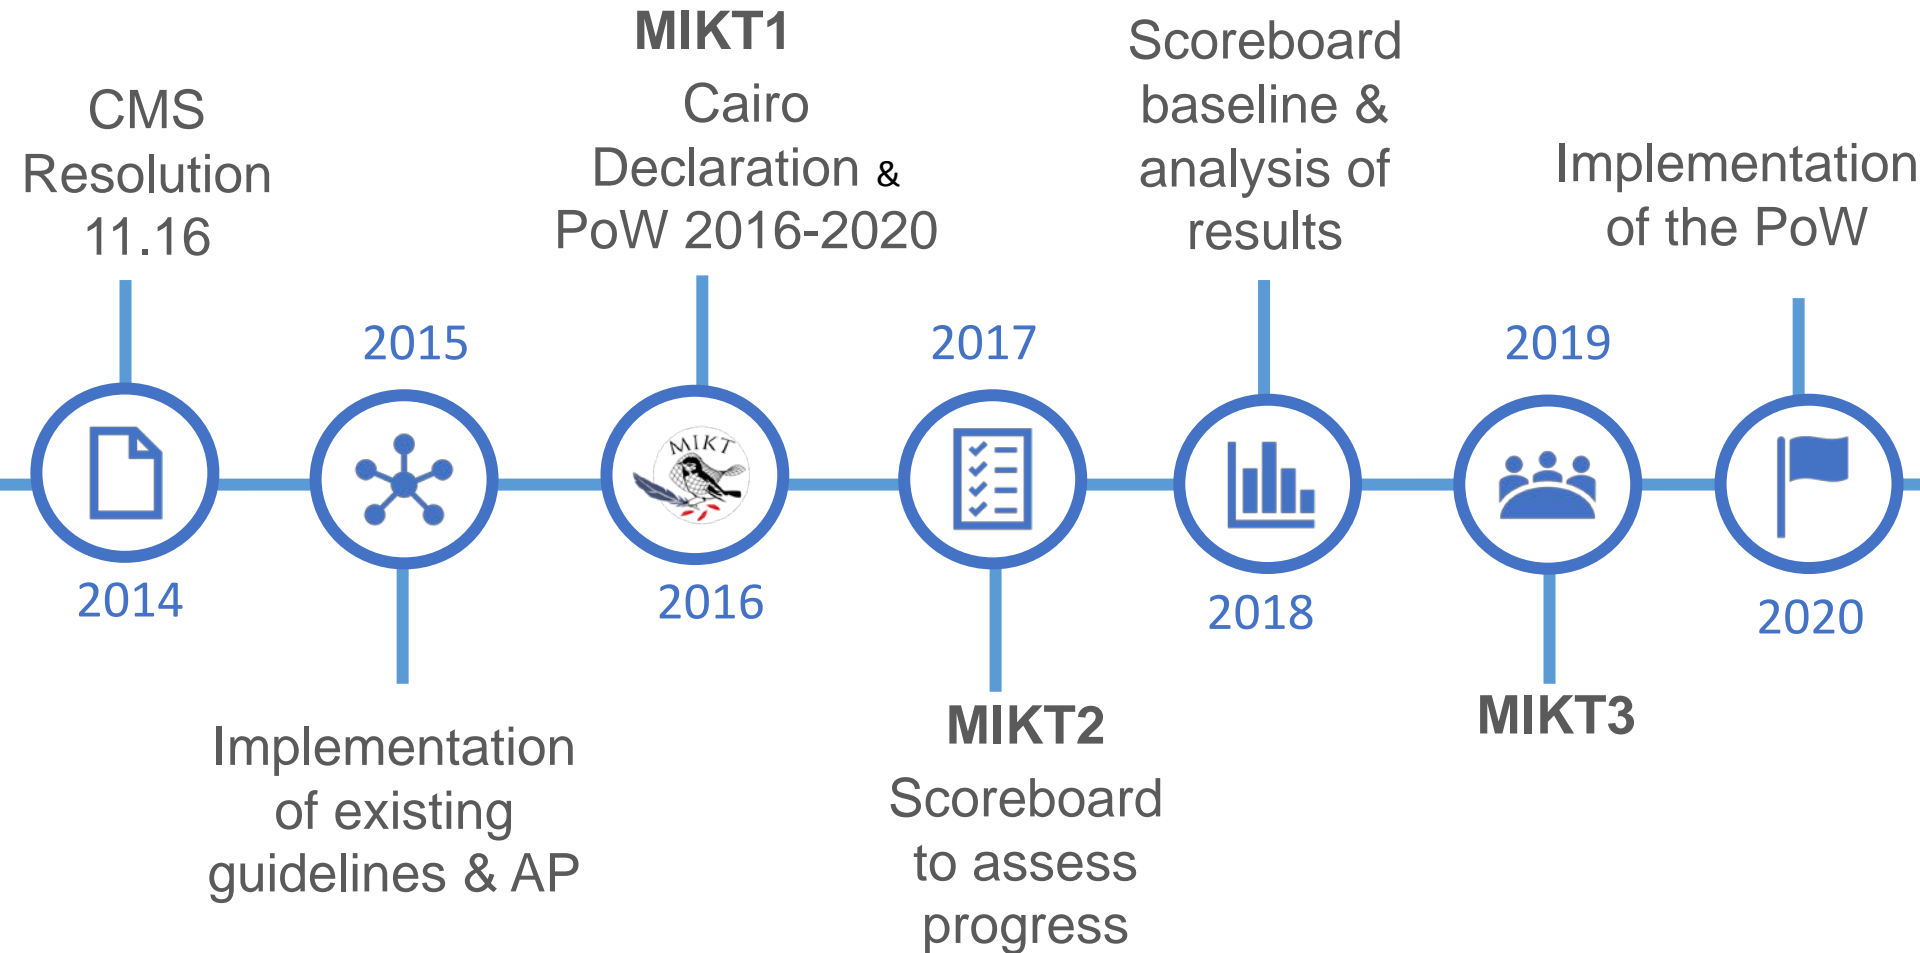 CMS
Resolution
11.16
2014
2015
Implementation
of existing
guidelines & AP
MIKT1
Cairo
Declaration &
PoW 2016-2020
MIKT
2016
2017
MIKT2
Scoreboard
to assess
progress
Scoreboard
baseline &
analysis of
results
2018
2019
MIKT3
Implementation
of the PoW
2020